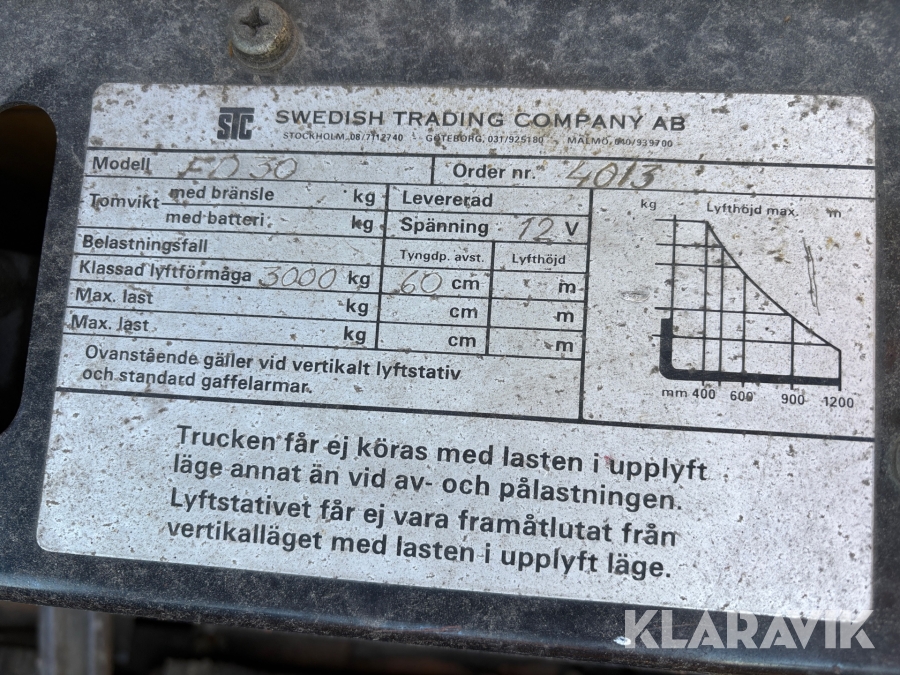 STC SWEDISH TRADING COMPANY AB
STOCKHOLM, 08/7112740 GÖTEBORG, 031/925180 MALMÖ, 040/939700
Modell FD 30 Order nr. 4013
Tomvikt med bränsle kg Levererad
med batteri kg Spänning 12 V
Belastningsfall Tyngdp. avst. Lyfthöjd
Klassad lyftförmåga 3000 kg 60 cm m
Max. last kg cm m
Max. last kg cm m
Ovanstående gäller vid vertikalt lyftstativ
och standard gaffelarmar.
kg Lyfthöjd max. m
mm 400 600 900 1200
Trucken får ej köras med lasten i upplyft
läge annat än vid av- och pålastningen.
Lyftstativet får ej vara framåtlutat från
vertikalläget med lasten i upplyft läge.
KLARAVIK